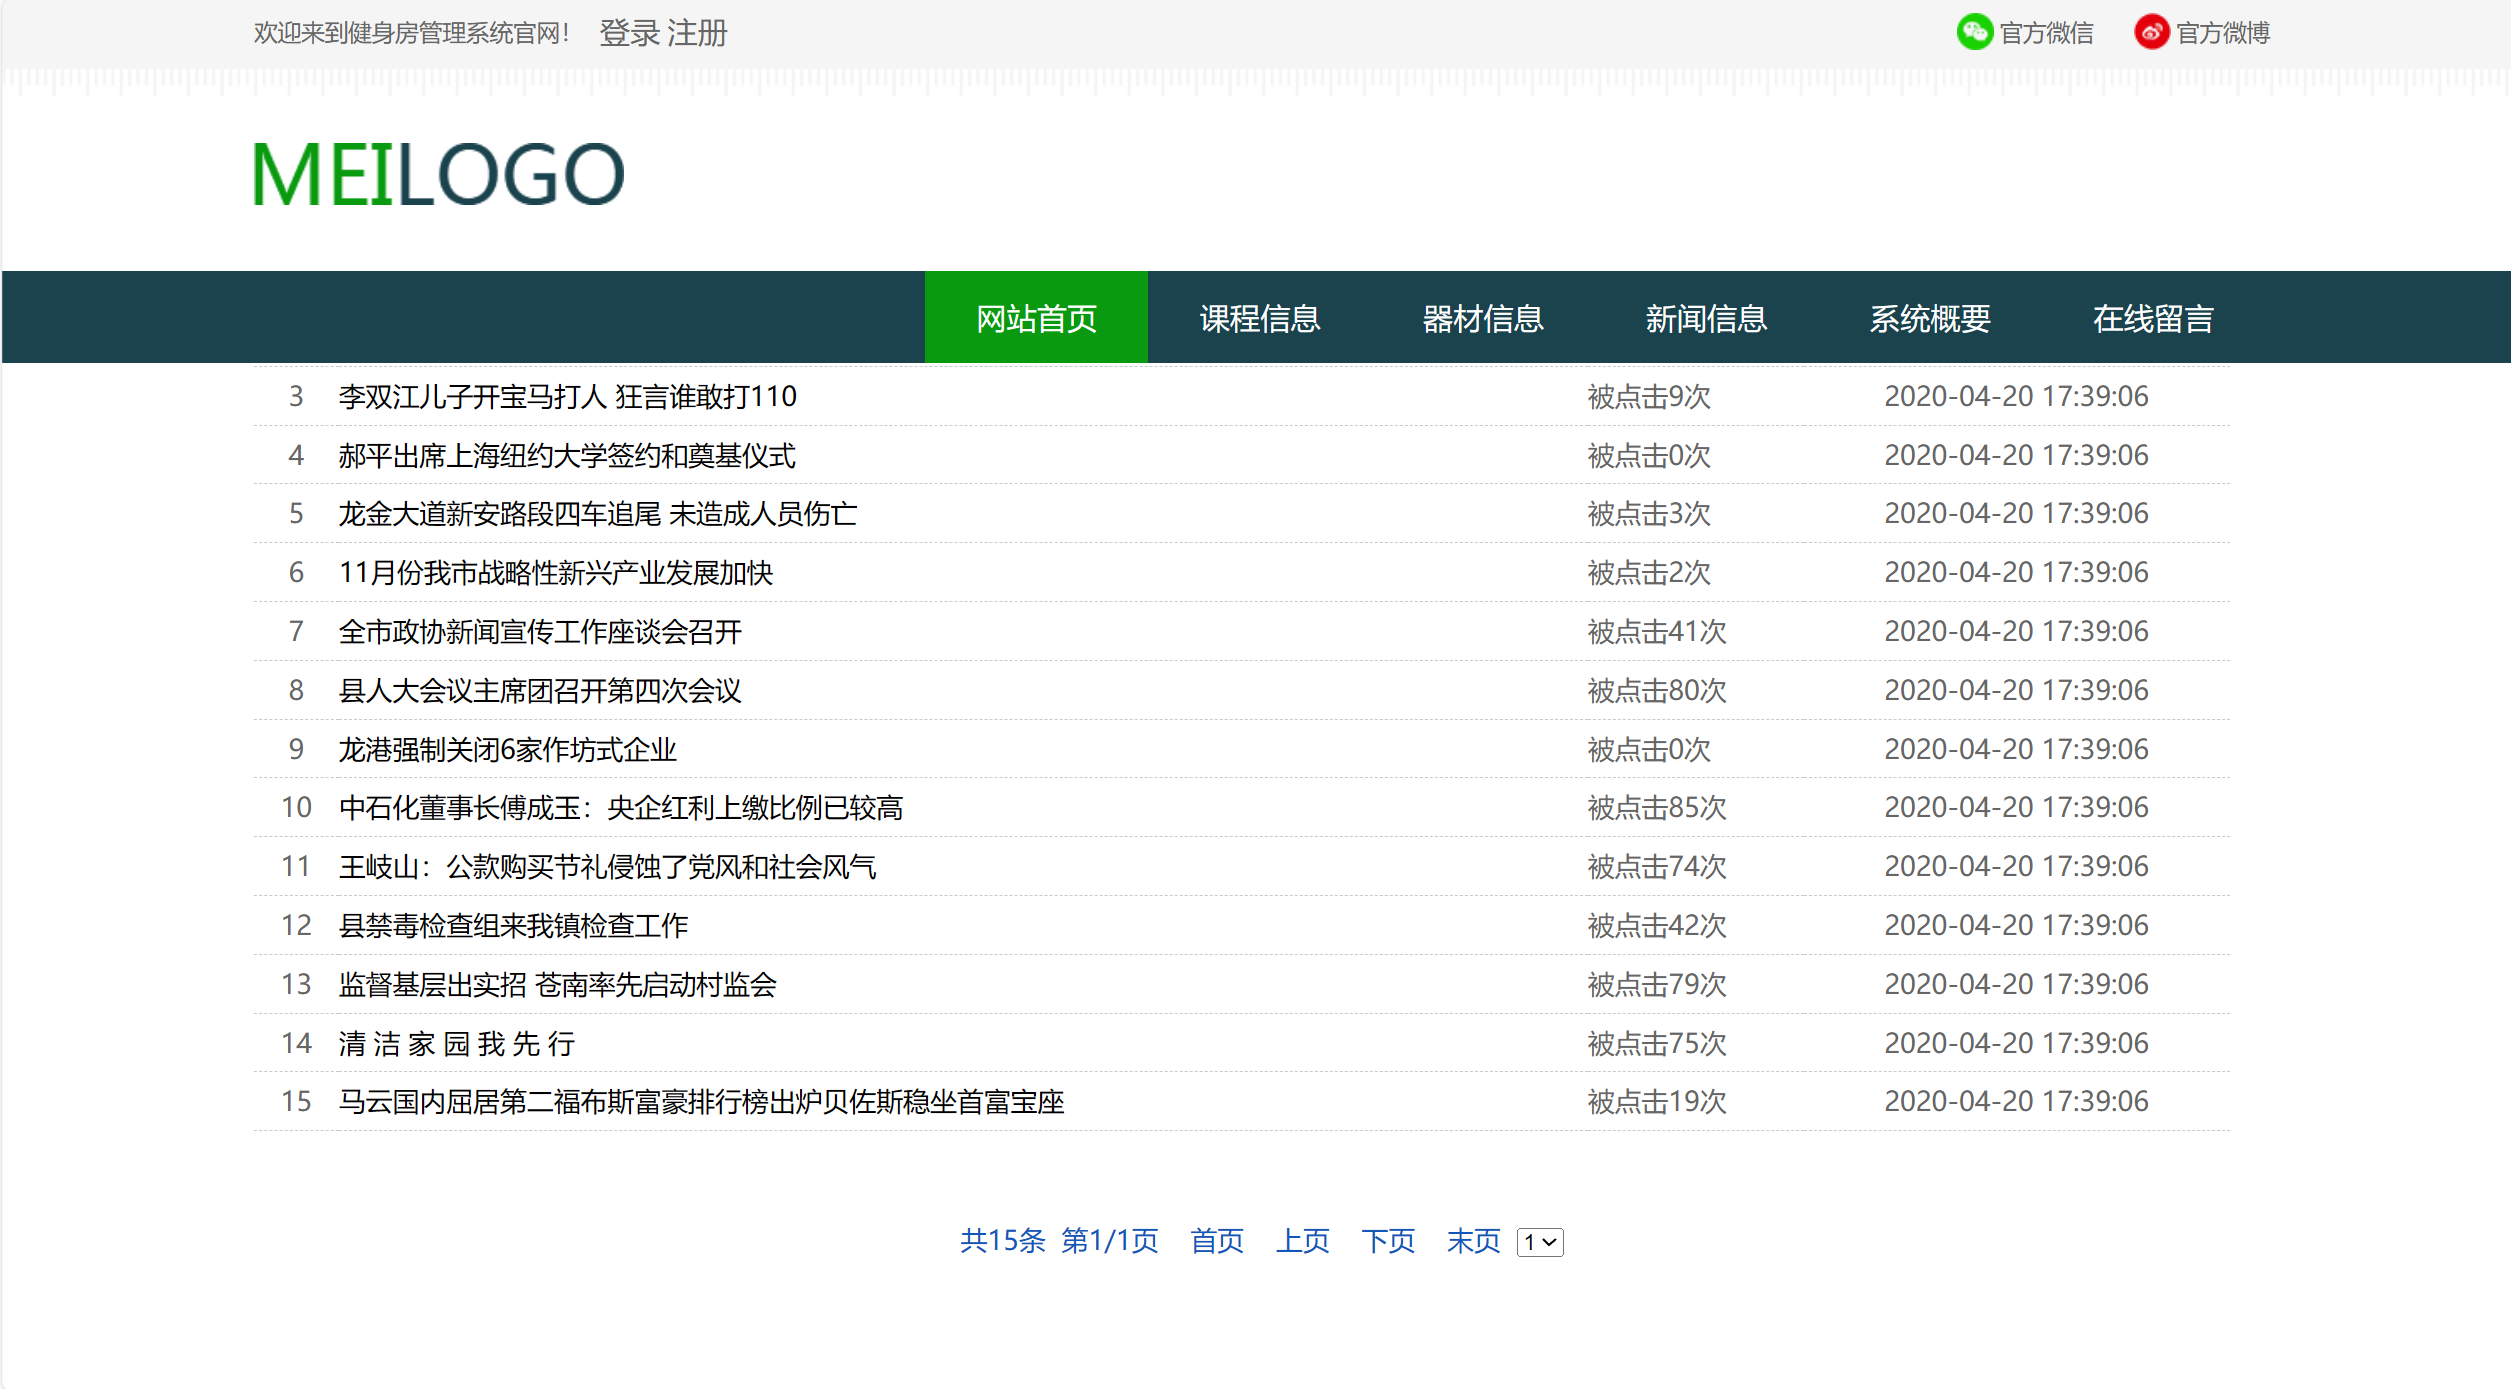 欢迎来到健身房管理系统官网! 登录 注册 官方微信 官方微博
MEILOGO
网站首页 课程信息 器材信息 新闻信息 系统概要 在线留言
3 李双江儿子开宝马打人 狂言谁敢打110 被点击9次 2020-04-20 17:39:06
4 郝平出席上海纽约大学签约和奠基仪式 被点击0次 2020-04-20 17:39:06
5 龙金大道新安路段四车追尾 未造成人员伤亡 被点击3次 2020-04-20 17:39:06
6 11月份我市战略性新兴产业发展加快 被点击2次 2020-04-20 17:39:06
7 全市政协新闻宣传工作座谈会召开 被点击41次 2020-04-20 17:39:06
8 县人大会议主席团召开第四次会议 被点击80次 2020-04-20 17:39:06
9 龙港强制关闭6家作坊式企业 被点击0次 2020-04-20 17:39:06
10 中石化董事长傅成玉：央企红利上缴比例已较高 被点击85次 2020-04-20 17:39:06
11 王岐山：公款购买节礼侵蚀了党风和社会风气 被点击74次 2020-04-20 17:39:06
12 县禁毒检查组来我镇检查工作 被点击42次 2020-04-20 17:39:06
13 监督基层出实招 苍南率先启动村监会 被点击79次 2020-04-20 17:39:06
14 清 洁 家 园 我 先 行 被点击75次 2020-04-20 17:39:06
15 马云国内屈居第二福布斯富豪排行榜出炉贝佐斯稳坐首富宝座 被点击19次 2020-04-20 17:39:06
共15条 第1/1页 首页 上页 下页 末页 1